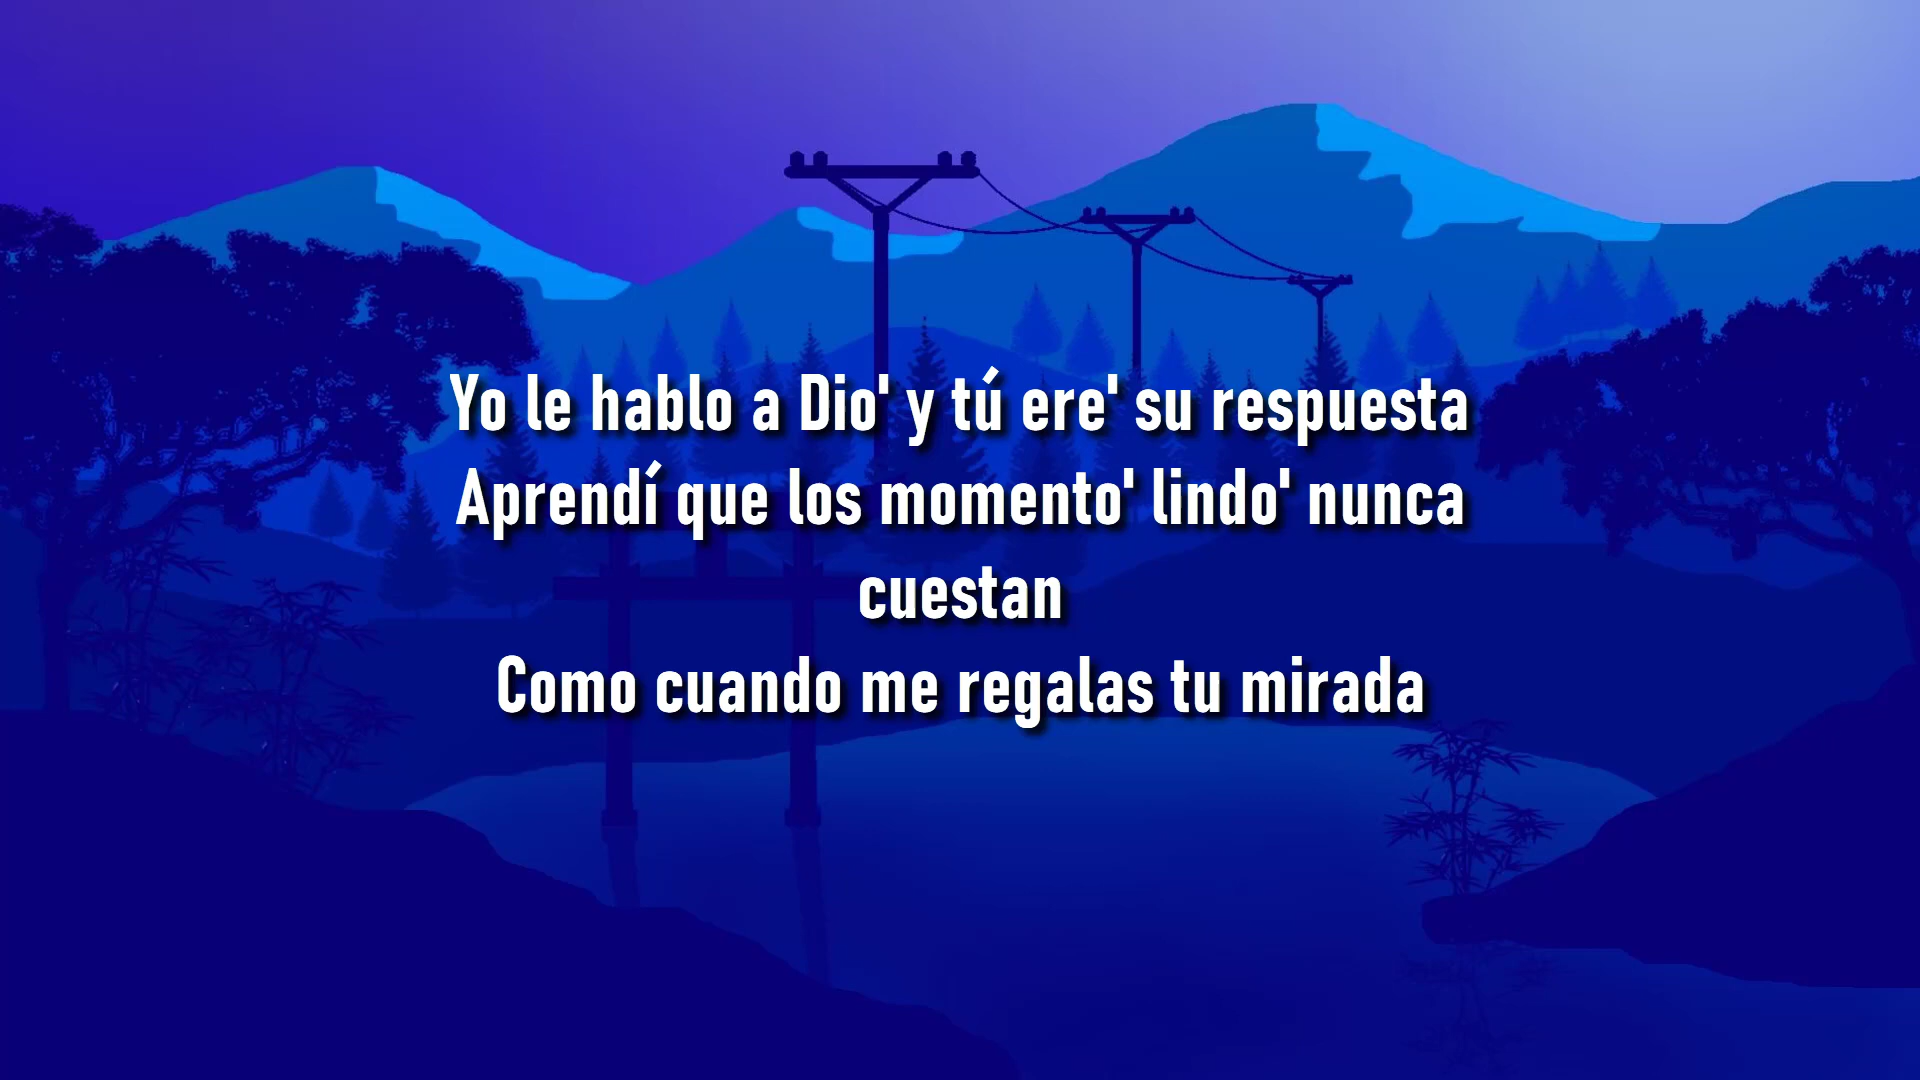 Yo le hablo a Dio' y tú ere' su respuesta
Aprendí que los momento' lindo' nunca
cuestan
Como cuando me regalas tu mirada